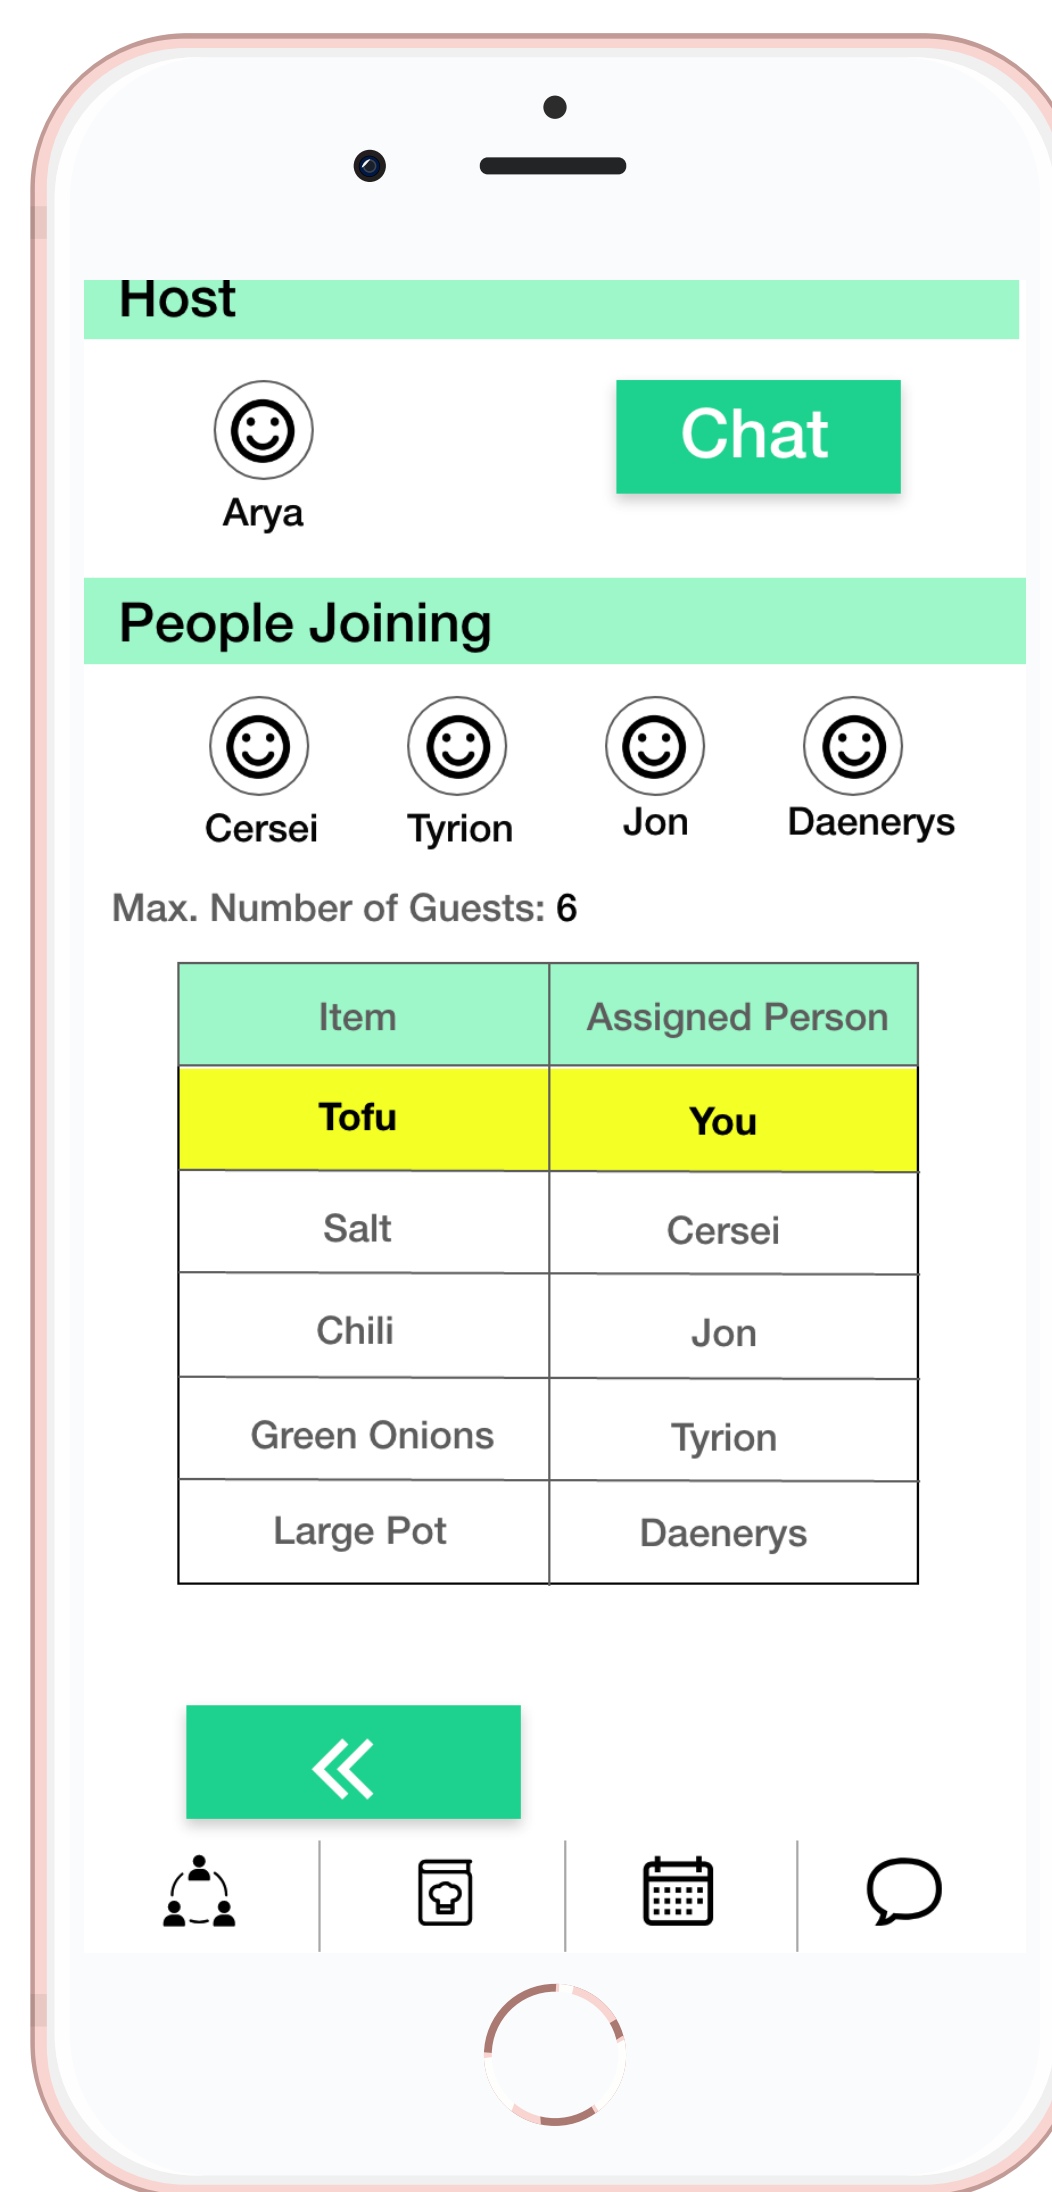 Host
Chat
Arya
People Joining
Cersei Tyrion Jon Daenerys
Max. Number of Guests: 6
Item Assigned Person
Tofu You
Salt Cersei
Chili Jon
Green Onions Tyrion
Large Pot Daenerys